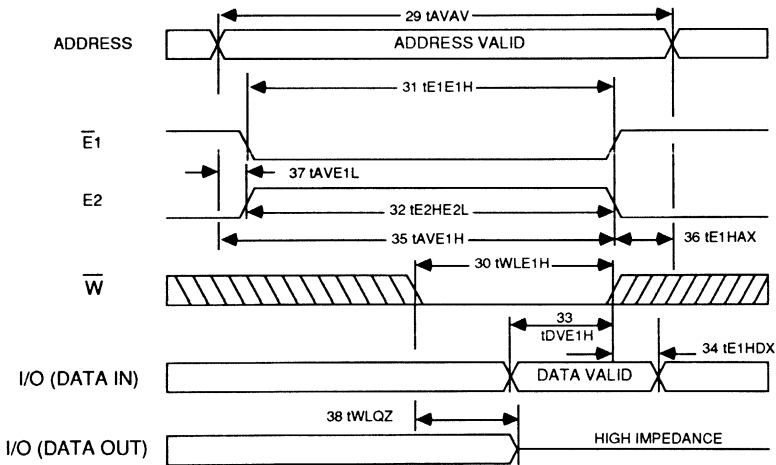 29 tAVAV
ADDRESS
ADDRESS VALID
31 tE1E1H
E1
37 tAVE1L
E2
32 tE2HE2L
35 tAVE1H
36 tE1HAX
30 tWLE1H
W
33
tDVE1H
34 tE1HDX
I/O (DATA IN)
DATA VALID
38 tWLQZ
I/O (DATA OUT)
HIGH IMPEDANCE